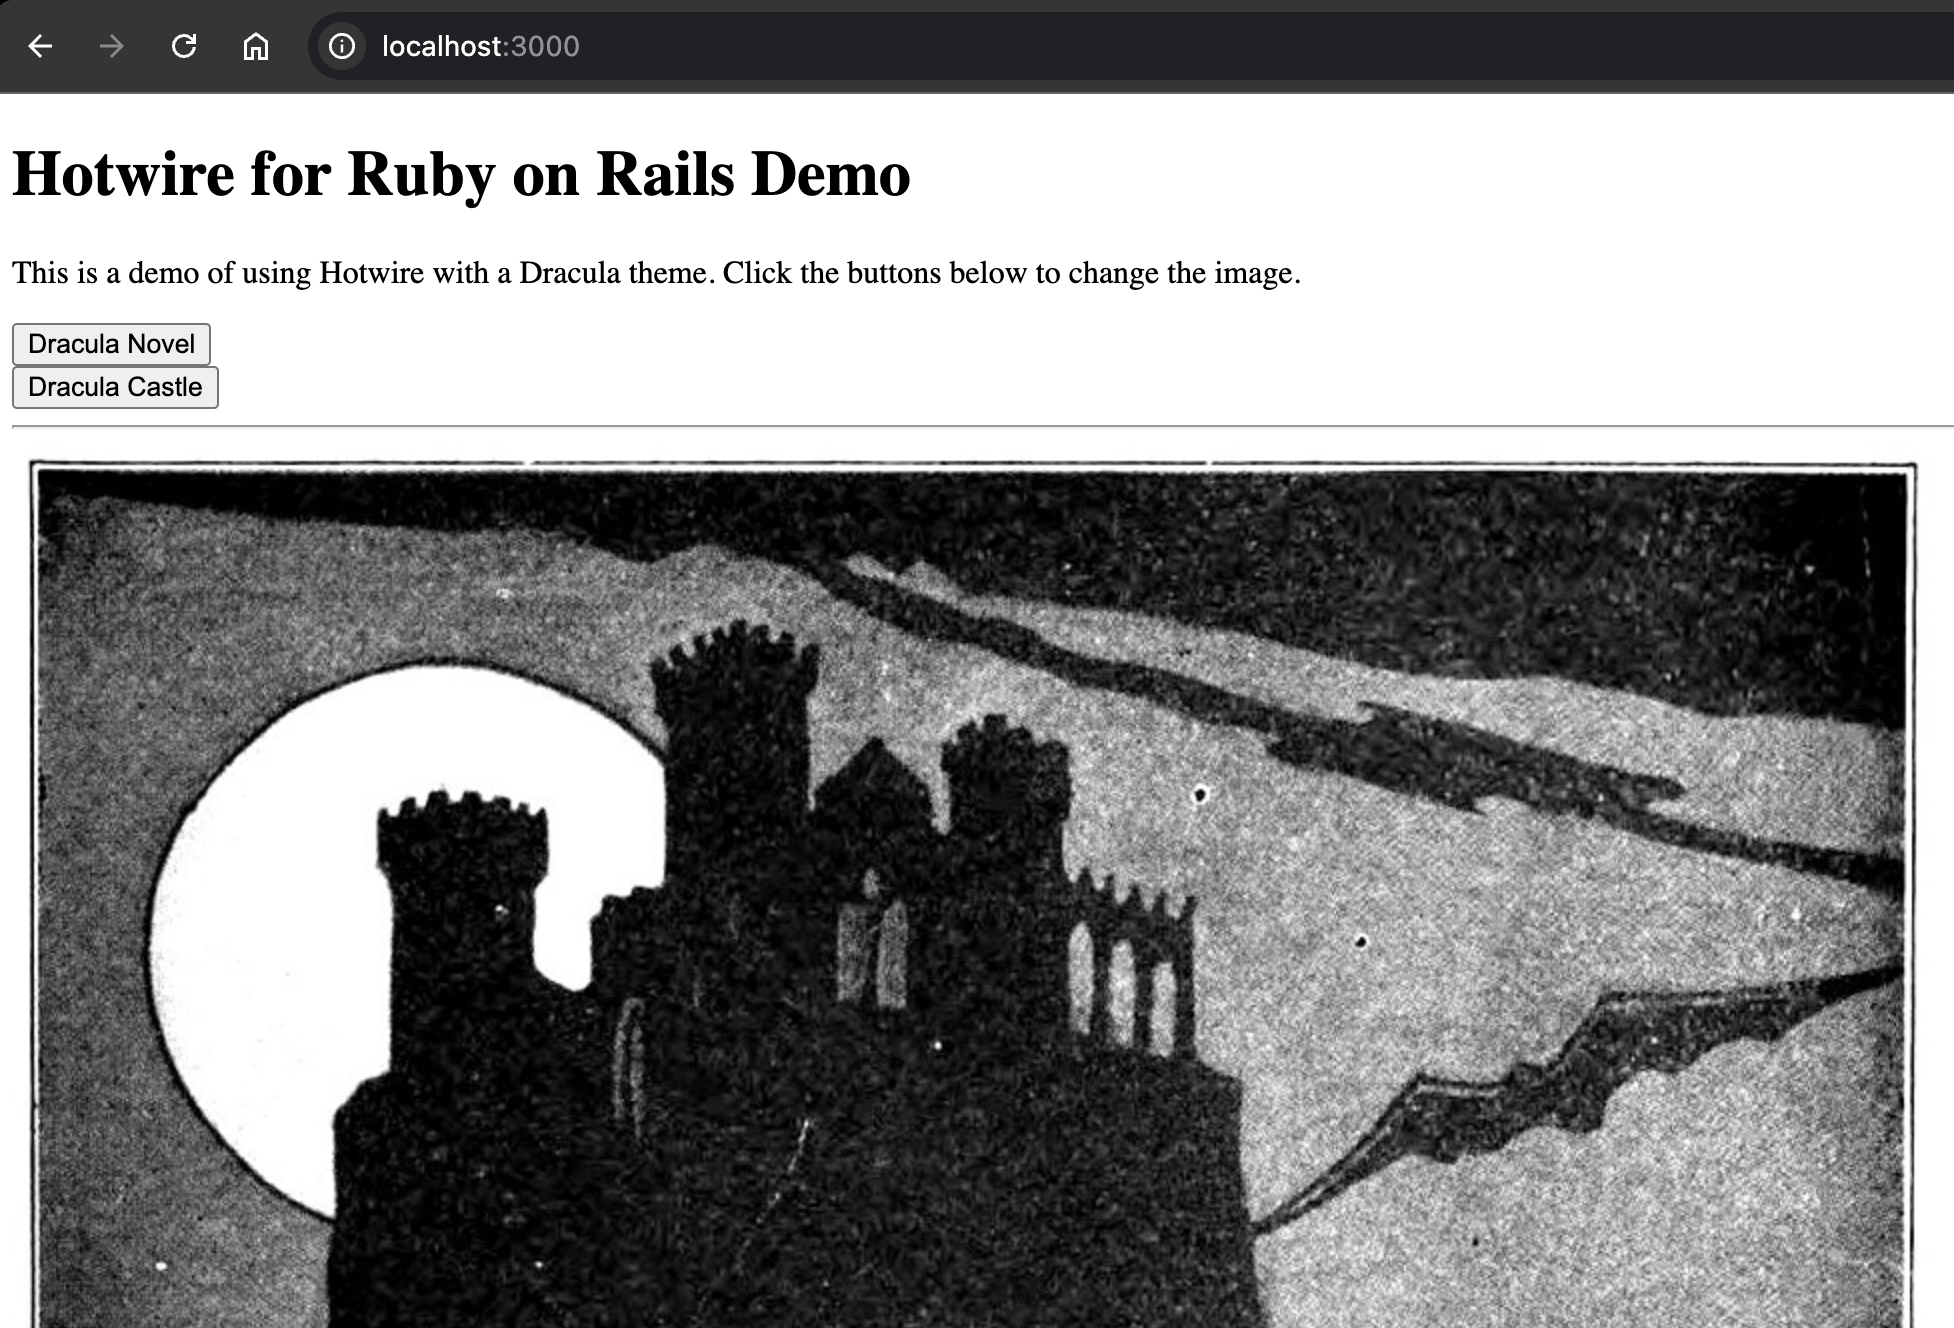 localhost:3000
Hotwire for Ruby on Rails Demo
This is a demo of using Hotwire with a Dracula theme. Click the buttons below to change the image.
Dracula Novel
Dracula Castle